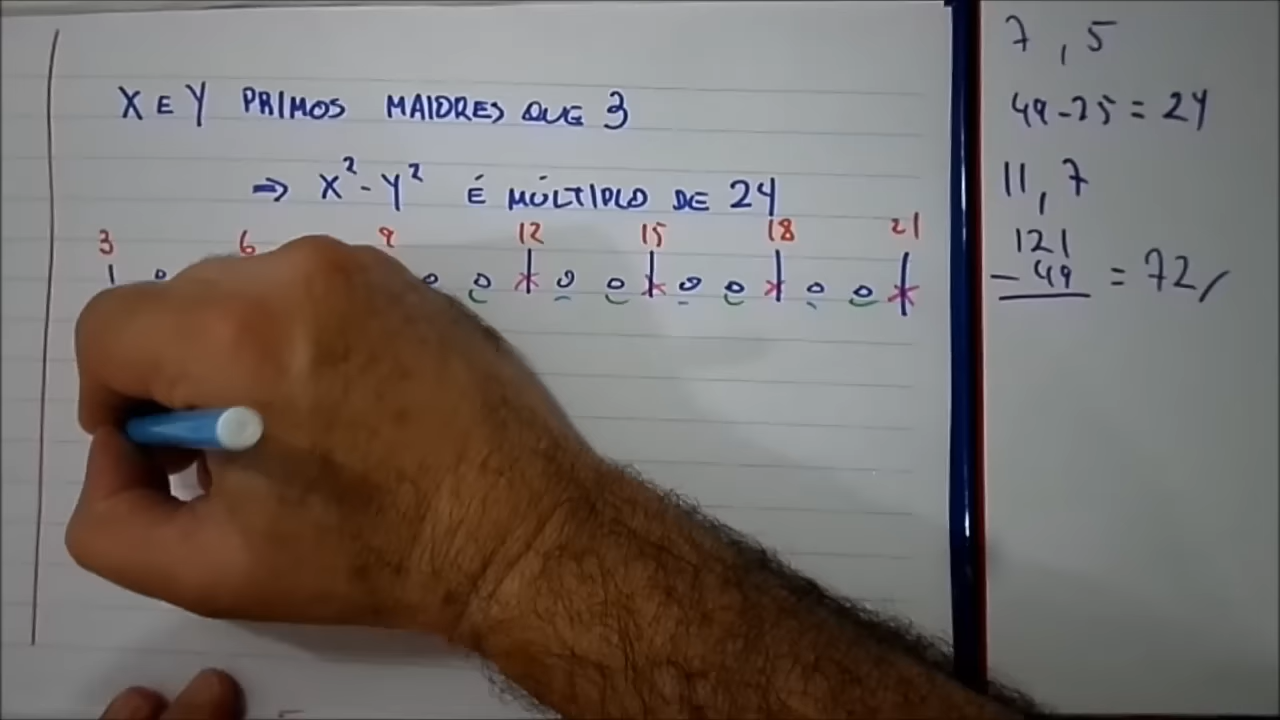 X E Y PRIMOS MAIORES QUE 3
⇒ X² - Y² É MÚLTIPLO DE 24
3 6 9 12 15 18 21
7 , 5
49 - 25 = 24
11 , 7
121
- 49 = 72